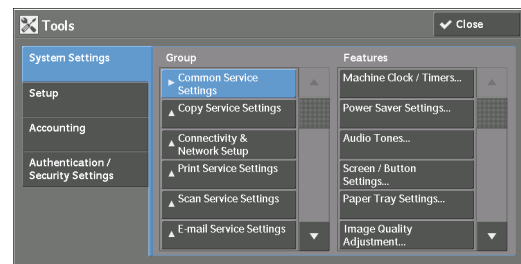 Tools
Close
System Settings
Setup
Accounting
Authentication /
Security Settings
Group
Common Service
Settings
Copy Service Settings
Connectivity &
Network Setup
Print Service Settings
Scan Service Settings
E-mail Service Settings
Features
Machine Clock / Timers...
Power Saver Settings...
Audio Tones...
Screen / Button
Settings...
Paper Tray Settings...
Image Quality
Adjustment...